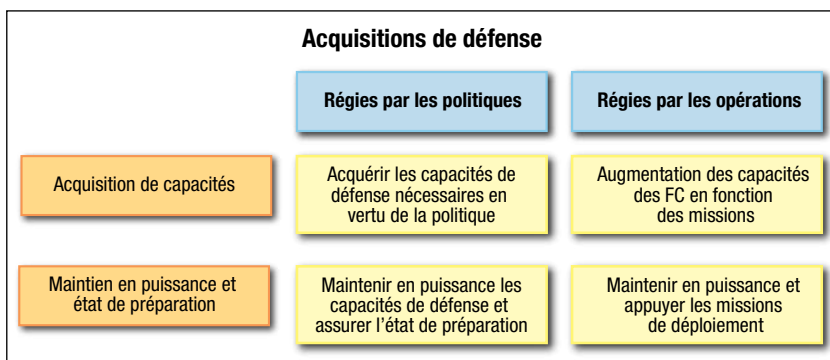 Acquisitions de défense
Régies par les politiques
Régies par les opérations
Acquisition de capacités
Acquérir les capacités de
défense nécessaires en
vertu de la politique
Augmentation des capacités
des FC en fonction
des missions
Maintien en puissance et
état de préparation
Maintenir en puissance les
capacités de défense et
assurer l’état de préparation
Maintenir en puissance et
appuyer les missions
de déploiement